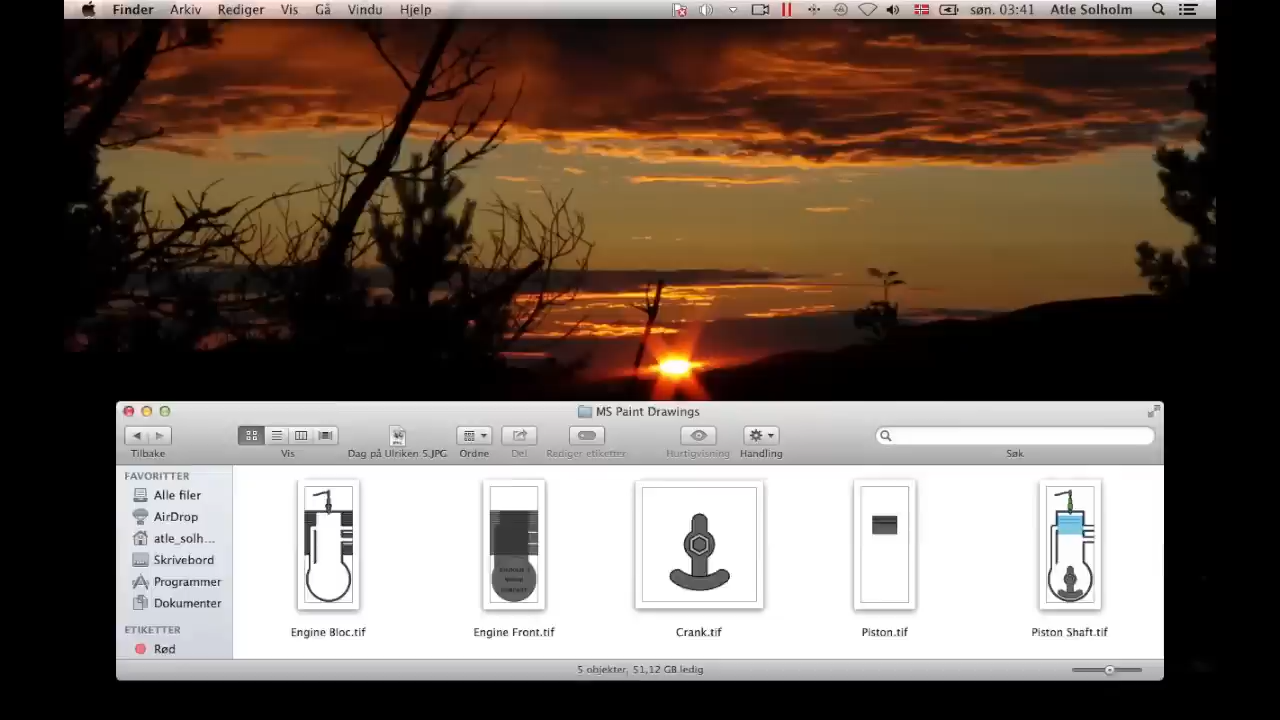 Finder Arkiv Rediger Vis Gå Vindu Hjelp søn. 03:41 Atle Solholm
MS Paint Drawings
Tilbake Vis Dag på Ulriken 5.JPG Ordne Del Rediger etiketter Hurtigvisning Handling Søk
FAVORITTER
Alle filer
AirDrop
atle_solh...
Skrivebord
Programmer
Dokumenter
ETIKETTER
Rød
Engine Bloc.tif Engine Front.tif Crank.tif Piston.tif Piston Shaft.tif
5 objekter, 51,12 GB ledig